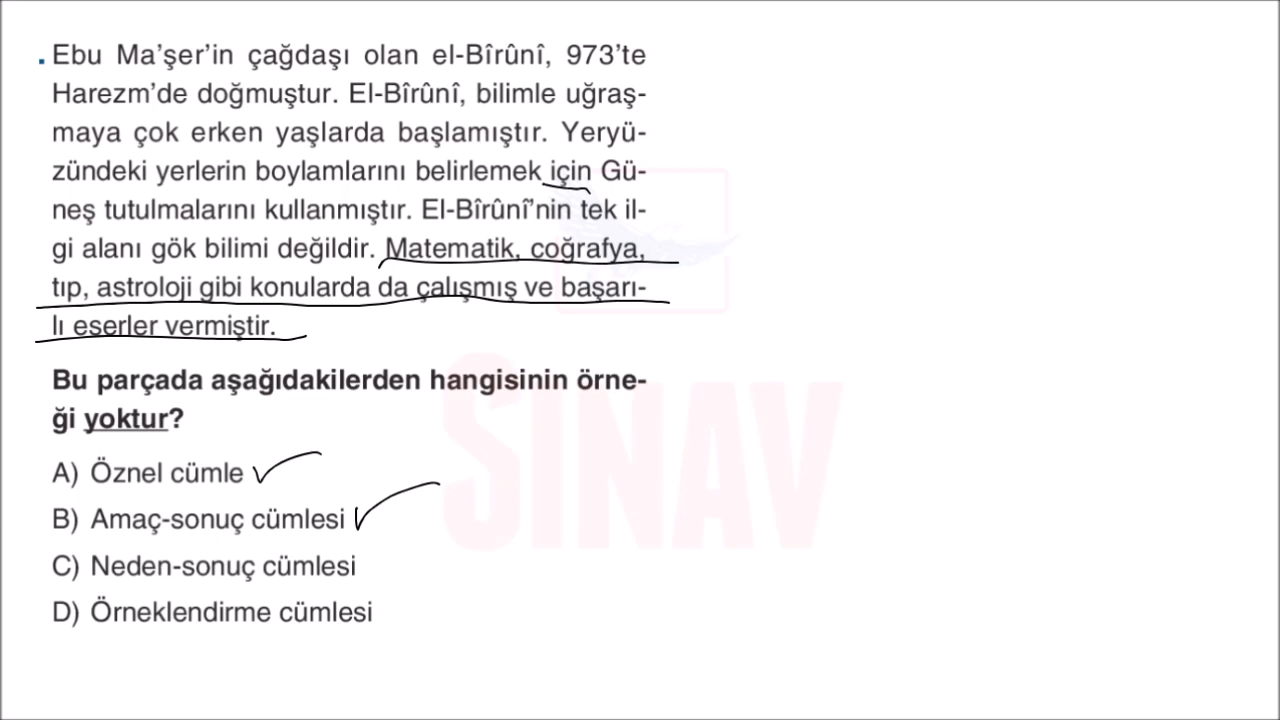 . Ebu Ma’şer’in çağdaşı olan el-Bîrûnî, 973’te
Harezm’de doğmuştur. El-Bîrûnî, bilimle uğraş-
maya çok erken yaşlarda başlamıştır. Yeryü-
zündeki yerlerin boylamlarını belirlemek için Gü-
neş tutulmalarını kullanmıştır. El-Bîrûnî’nin tek il-
gi alanı gök bilimi değildir. Matematik, coğrafya,
tıp, astroloji gibi konularda da çalışmış ve başarı-
lı eserler vermiştir.
Bu parçada aşağıdakilerden hangisinin örne-
ği yoktur?
A) Öznel cümle
B) Amaç-sonuç cümlesi
C) Neden-sonuç cümlesi
D) Örneklendirme cümlesi
SINAV